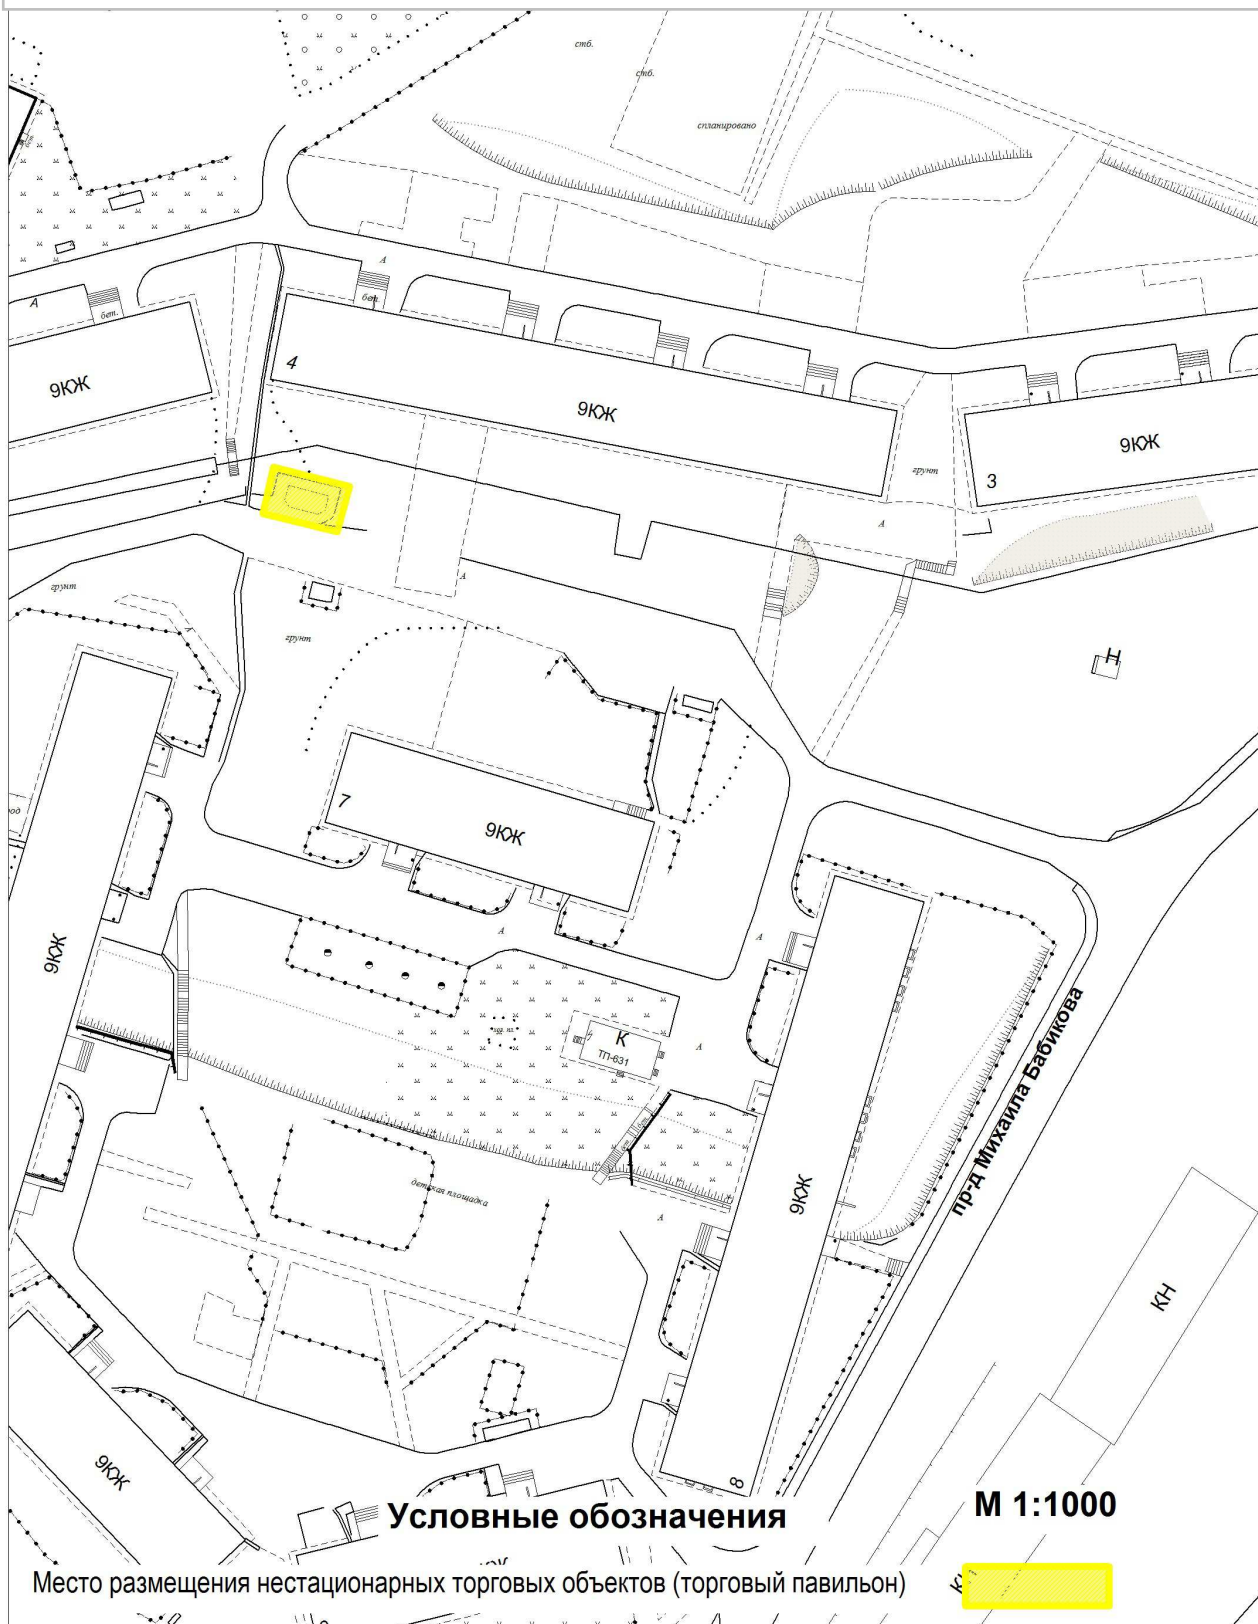 стб.
стб.
спланировано
А
А
бет.
бет.
4
9КЖ
9КЖ
9КЖ
3
грунт
А
грунт
А
грунт
Н
7
9КЖ
9КЖ
А
А
К
ТП-631
А
пр-д Михаила Бабикова
детская площадка
А
9КЖ
КН
9КЖ
8
М 1:1000
Условные обозначения
Место размещения нестационарных торговых объектов (торговый павильон)